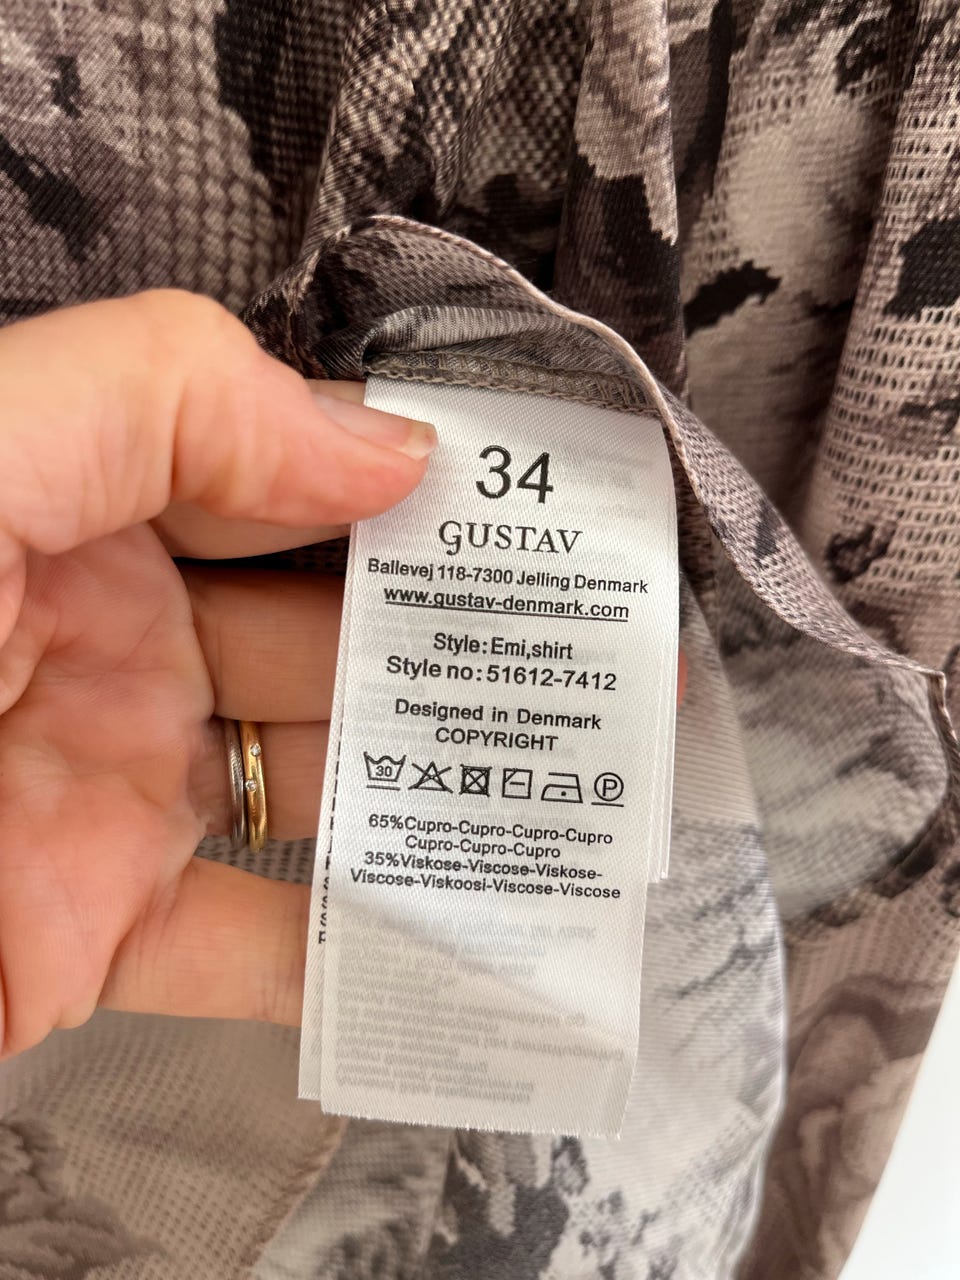 34
GUSTAV
Ballevej 118-7300 Jelling Denmark
www.gustav-denmark.com
Style:Emi,shirt
Style no:51612-7412
Designed in Denmark
COPYRIGHT
30
P
65%Cupro-Cupro-Cupro-Cupro
Cupro-Cupro-Cupro
35%Viskose-Viscose-Viskose-
Viscose-Viskoosi-Viscose-Viscose